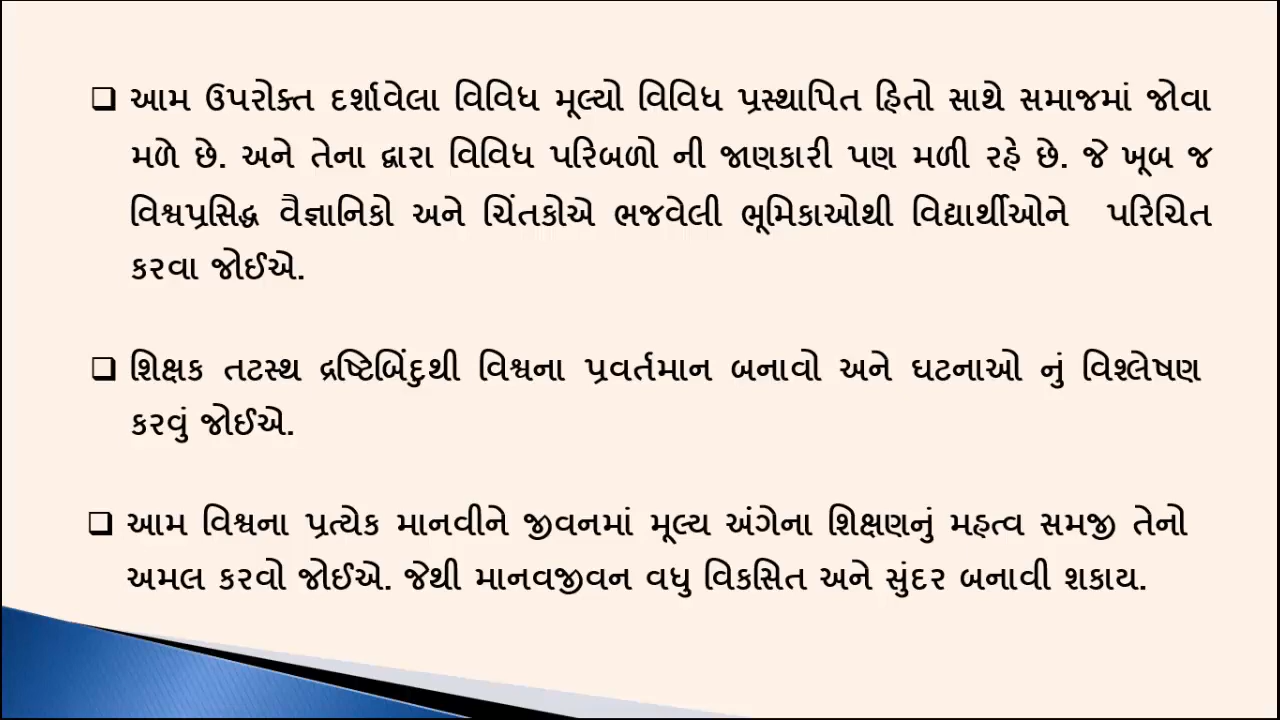 ❑ આમ ઉપરોક્ત દર્શાવેલા વિવિધ મૂલ્યો વિવિધ પ્રસ્થાપિત હિતો સાથે સમાજમાં જોવા
મળે છે. અને તેના દ્વારા વિવિધ પરિબળો ની જાણકારી પણ મળી રહે છે. જે ખૂબ જ
વિશ્વપ્રસિદ્ધ વૈજ્ઞાનિકો અને ચિંતકોએ ભજવેલી ભૂમિકાઓથી વિદ્યાર્થીઓને પરિચિત
કરવા જોઈએ.
❑ શિક્ષક તટસ્થ દ્રષ્ટિબિંદુથી વિશ્વના પ્રવર્તમાન બનાવો અને ઘટનાઓ નું વિશ્લેષણ
કરવું જોઈએ.
❑ આમ વિશ્વના પ્રત્યેક માનવીને જીવનમાં મૂલ્ય અંગેના શિક્ષણનું મહત્વ સમજી તેનો
અમલ કરવો જોઈએ. જેથી માનવજીવન વધુ વિકસિત અને સુંદર બનાવી શકાય.